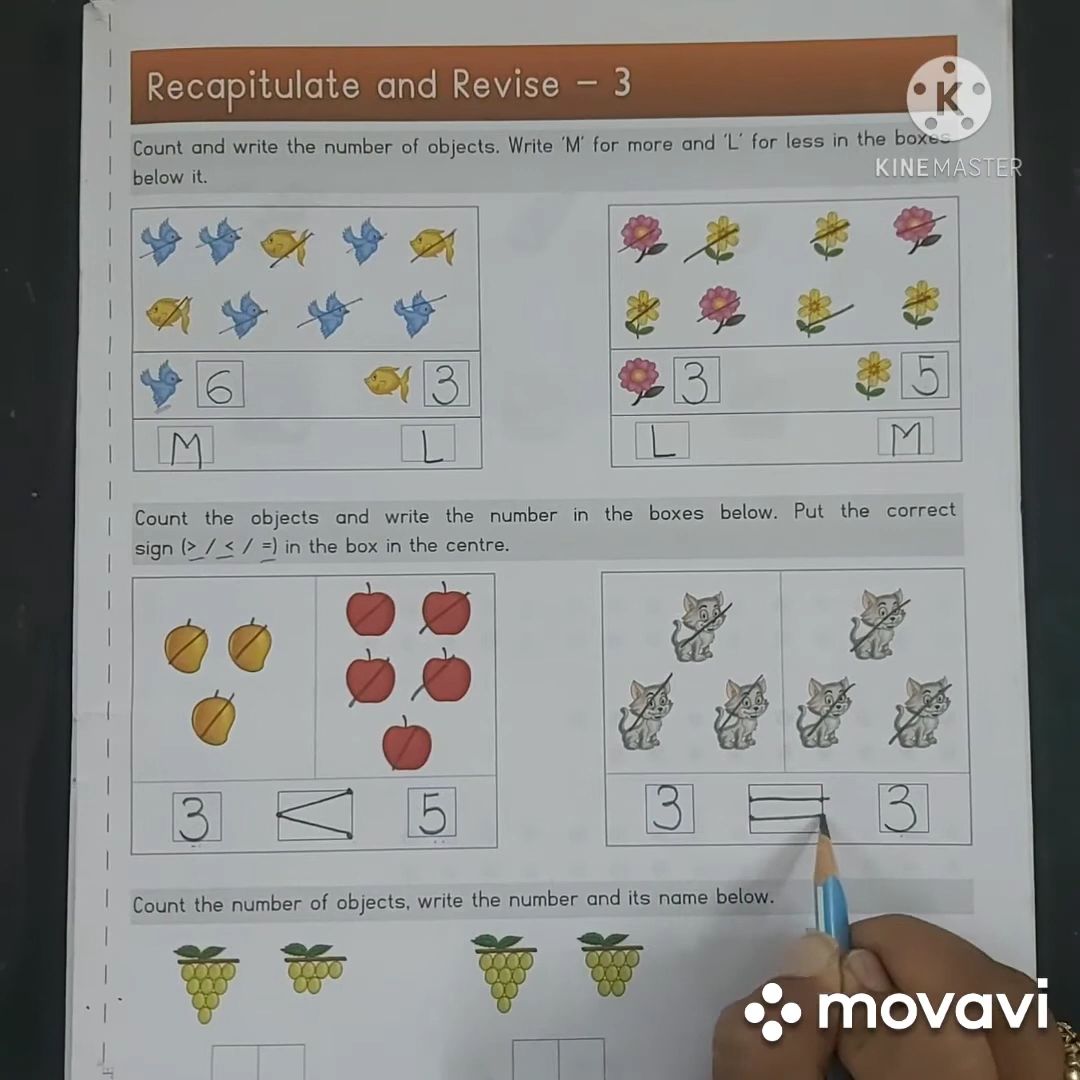 Recapitulate and Revise – 3
K
KINEMASTER
Count and write the number of objects. Write 'M' for more and 'L' for less in the boxes
below it.
6 3 3 5
M L L M
Count the objects and write the number in the boxes below. Put the correct
sign (> / < / =) in the box in the centre.
3 < 5 3 = 3
Count the number of objects, write the number and its name below.
movavi